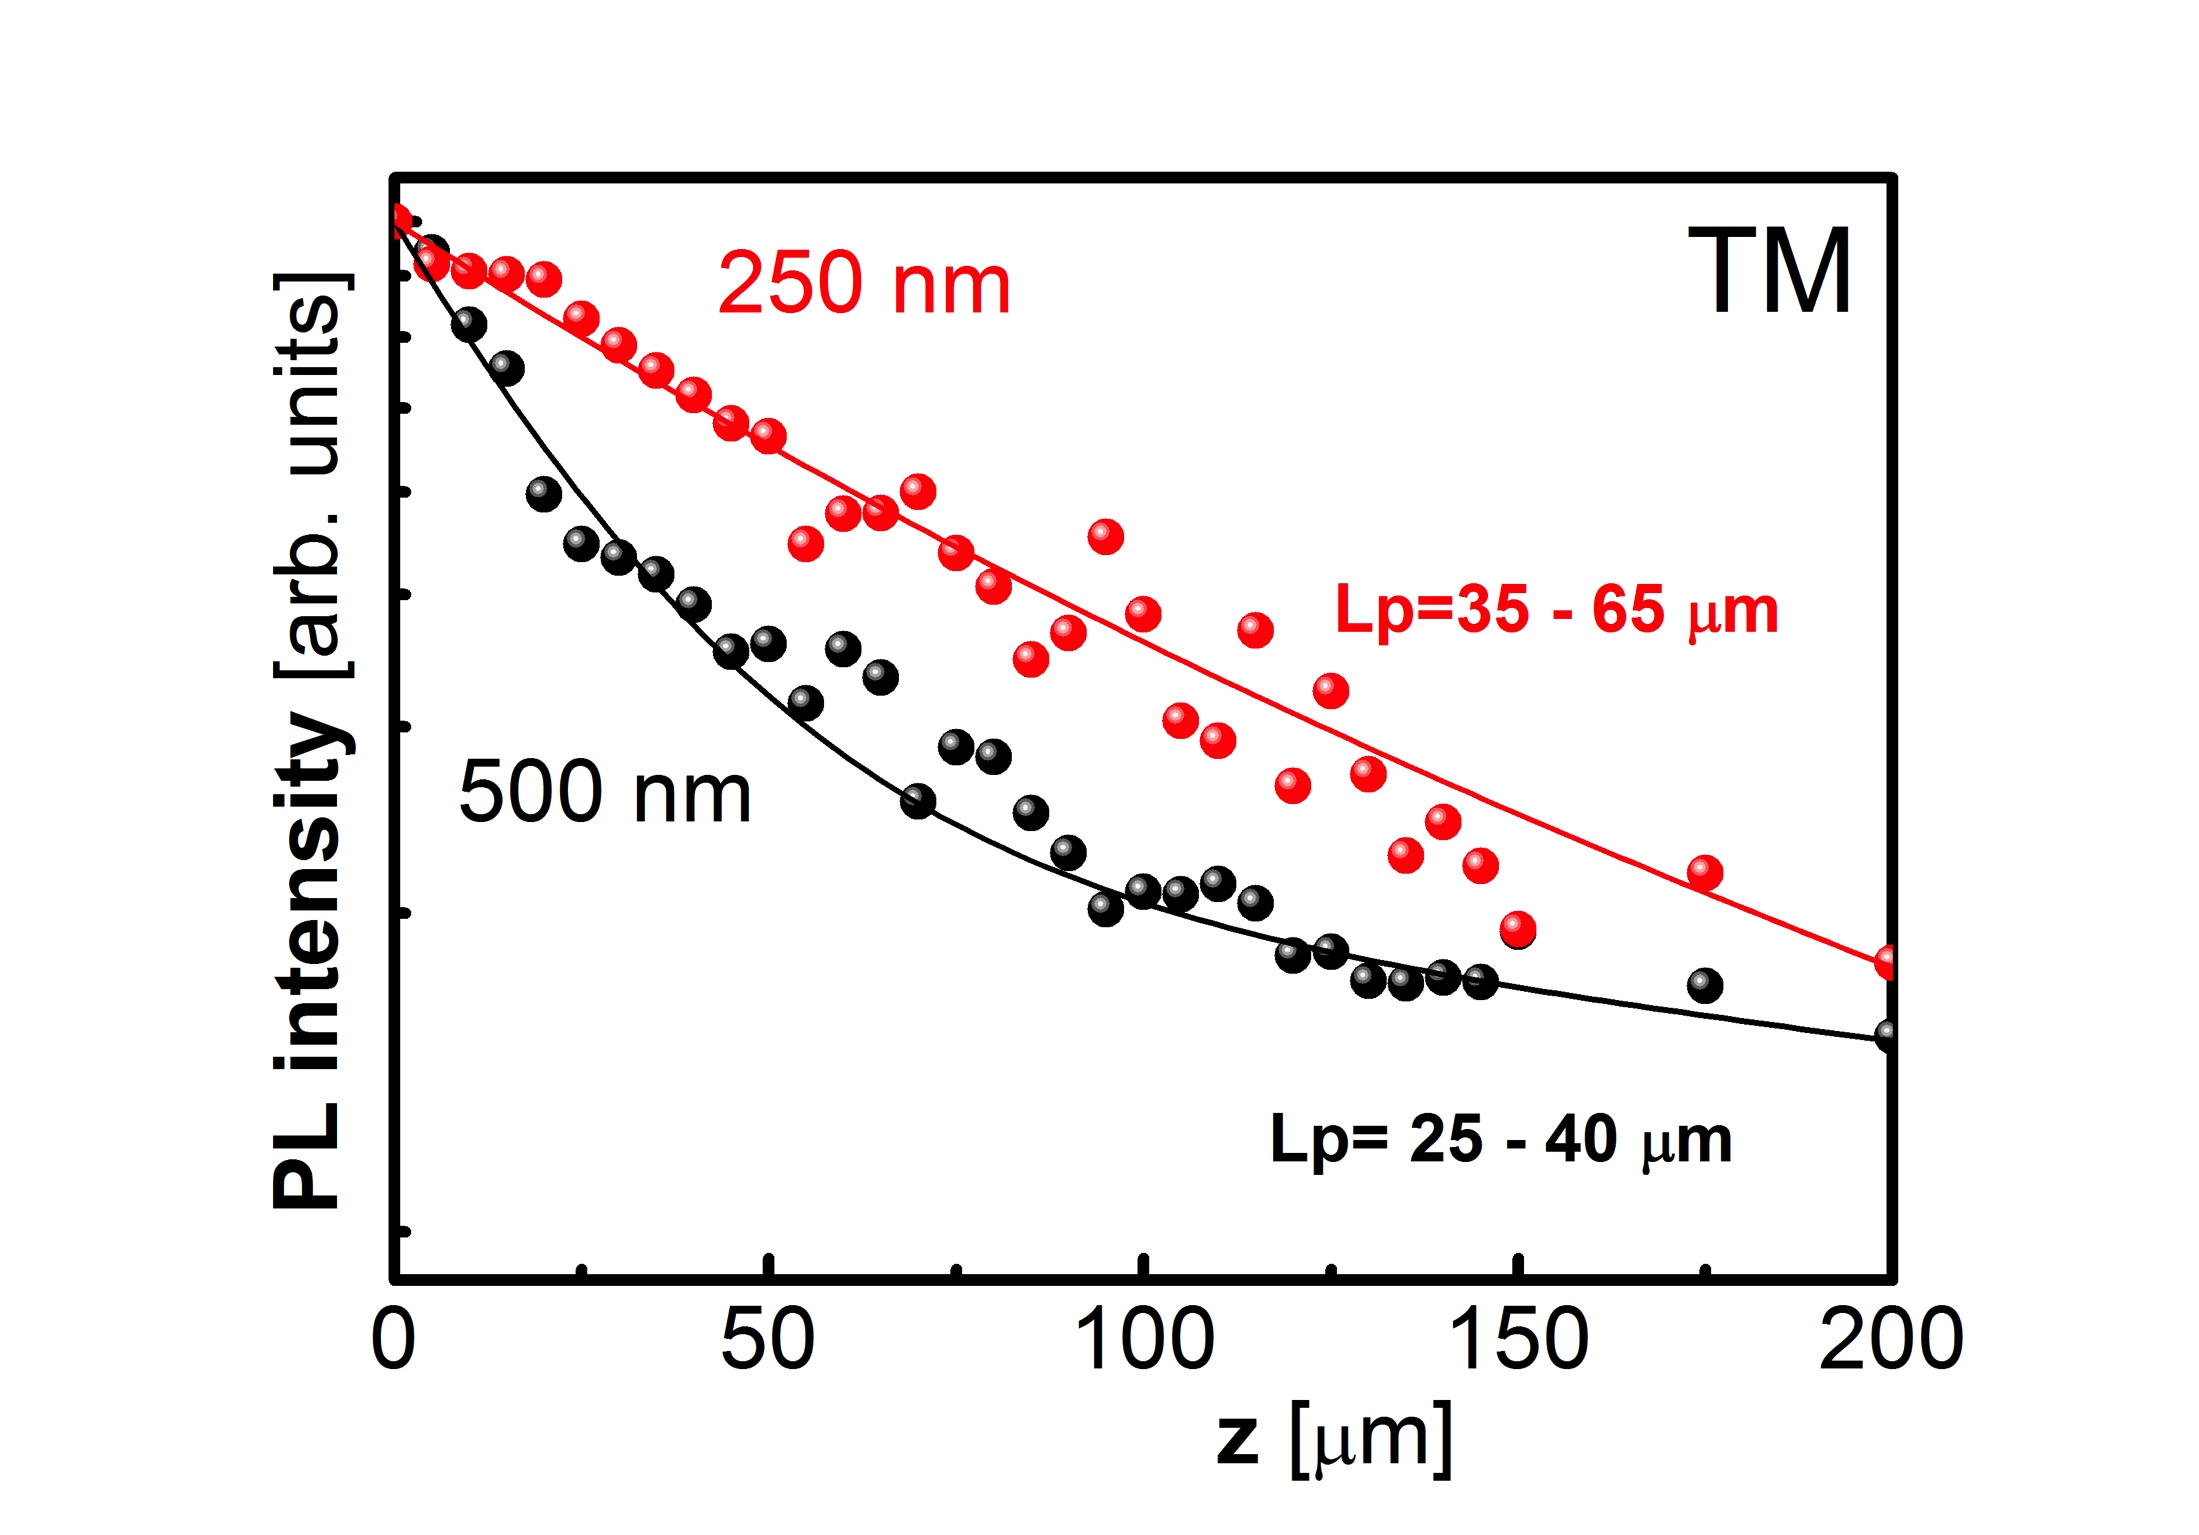 TM
250 nm
Lp=35 - 65 μm
500 nm
Lp= 25 - 40 μm
PL intensity [arb. units]
0 50 100 150 200
z [μm]